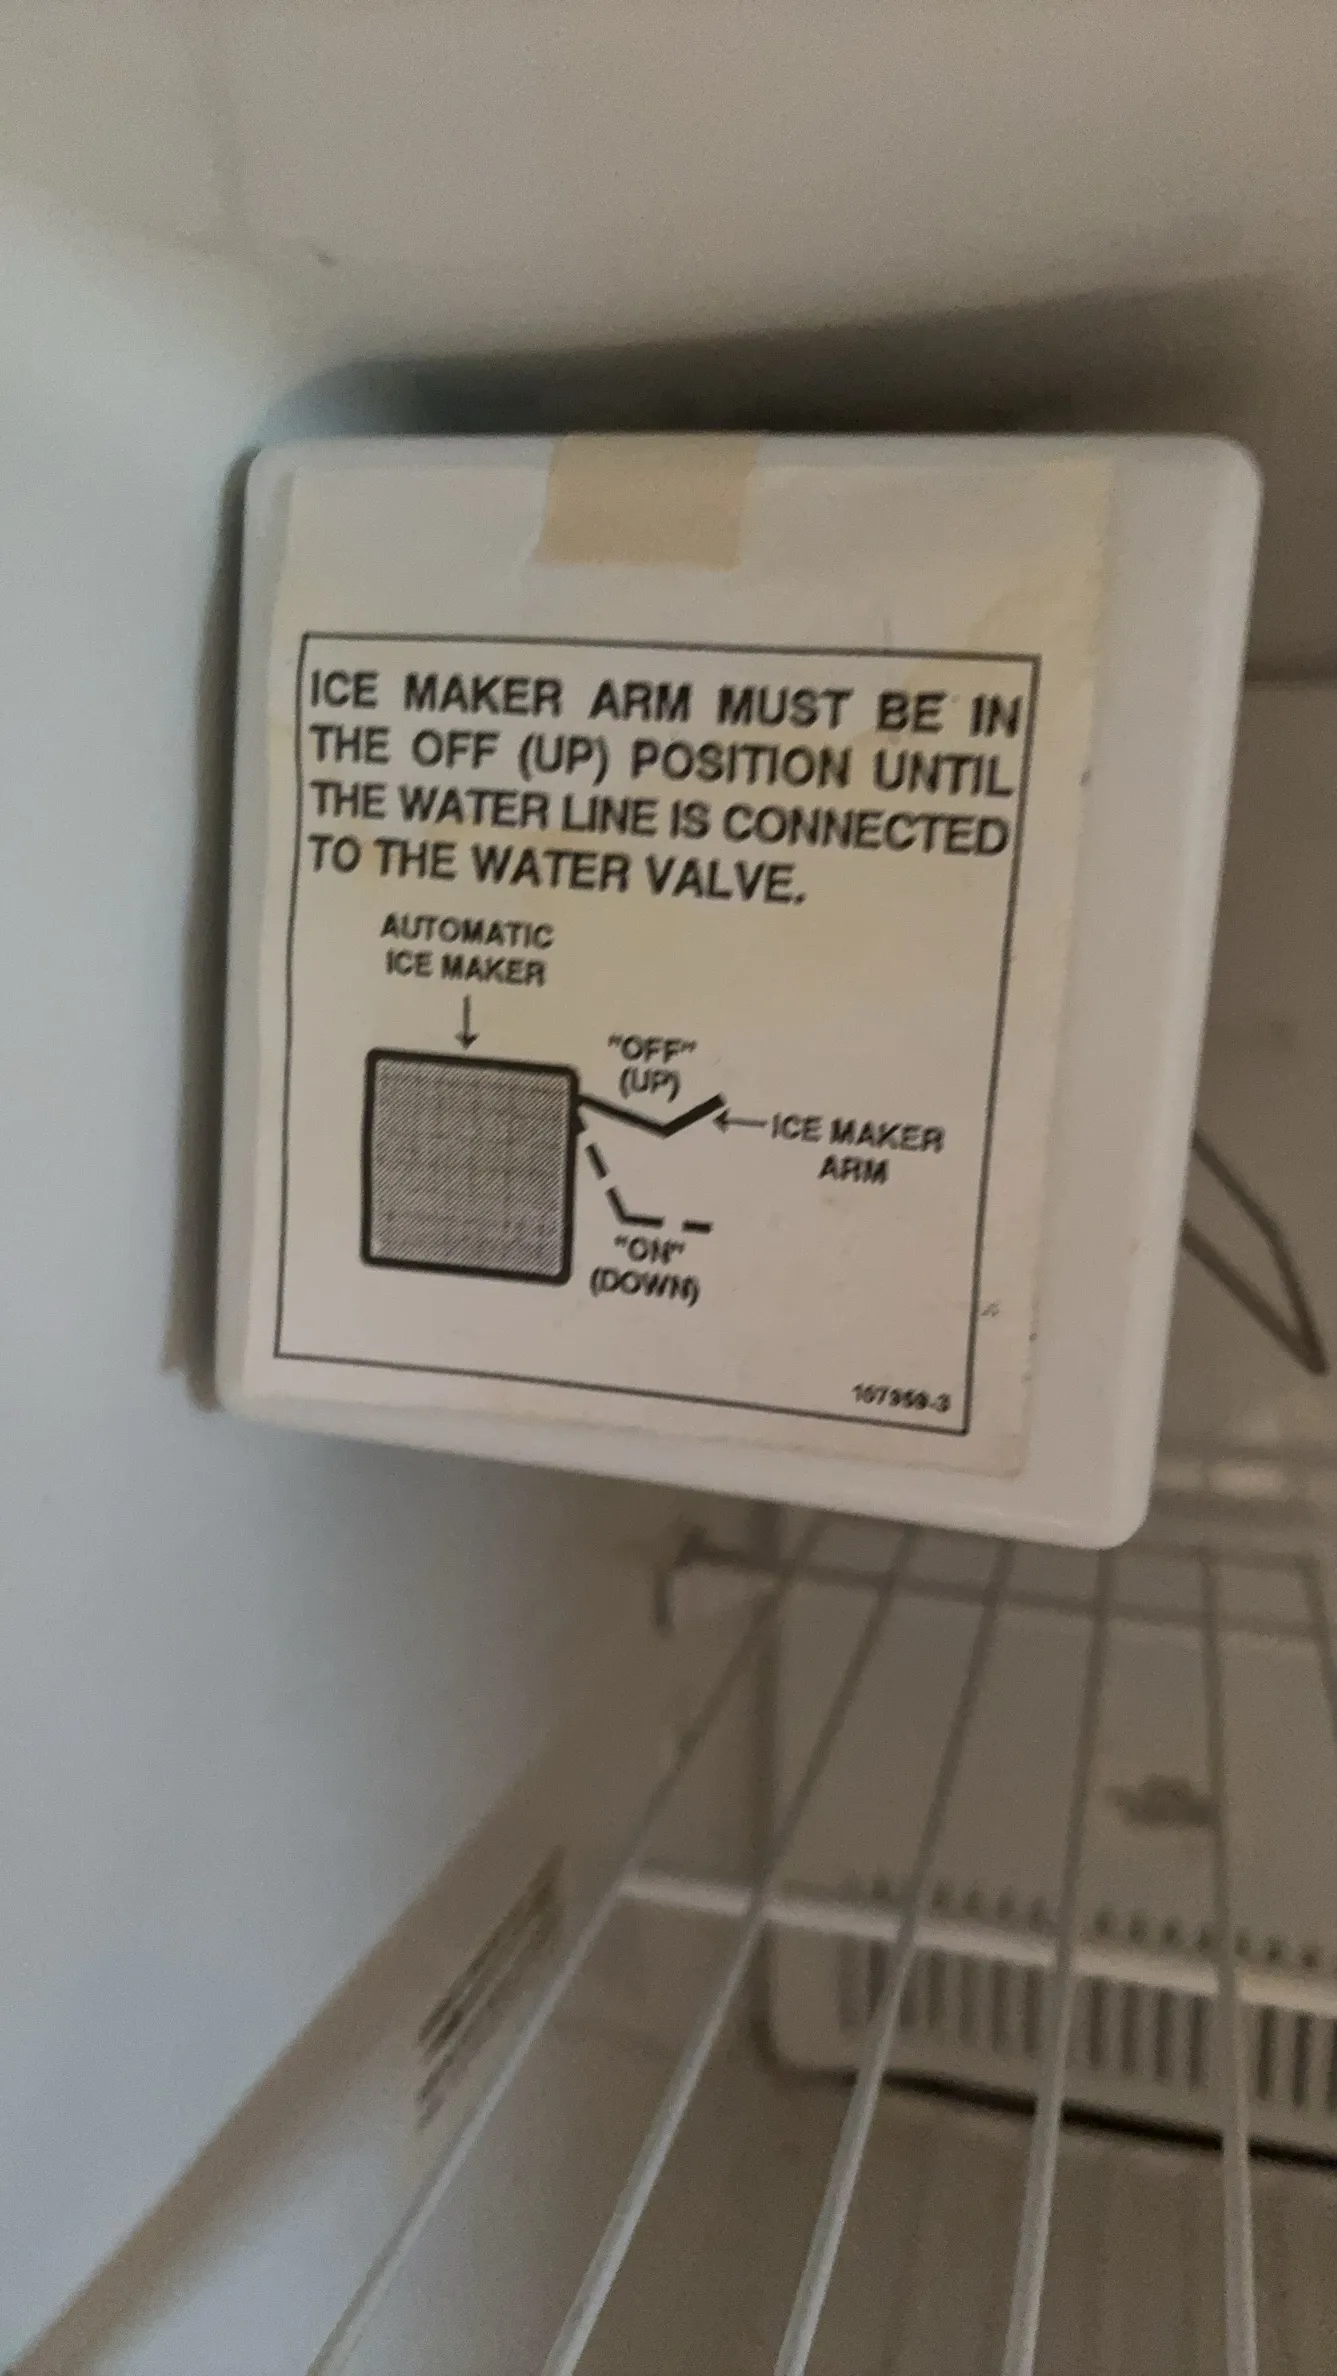 ICE MAKER ARM MUST BE IN
THE OFF (UP) POSITION UNTIL
THE WATER LINE IS CONNECTED
TO THE WATER VALVE.
AUTOMATIC
ICE MAKER
"OFF"
(UP)
ICE MAKER
ARM
"ON"
(DOWN)